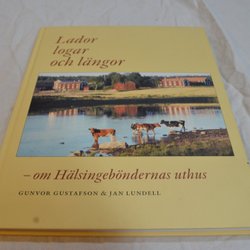 Lador
logar
och längor
– om Hälsingeböndernas uthus
GUNVOR GUSTAFSON & JAN LUNDELL